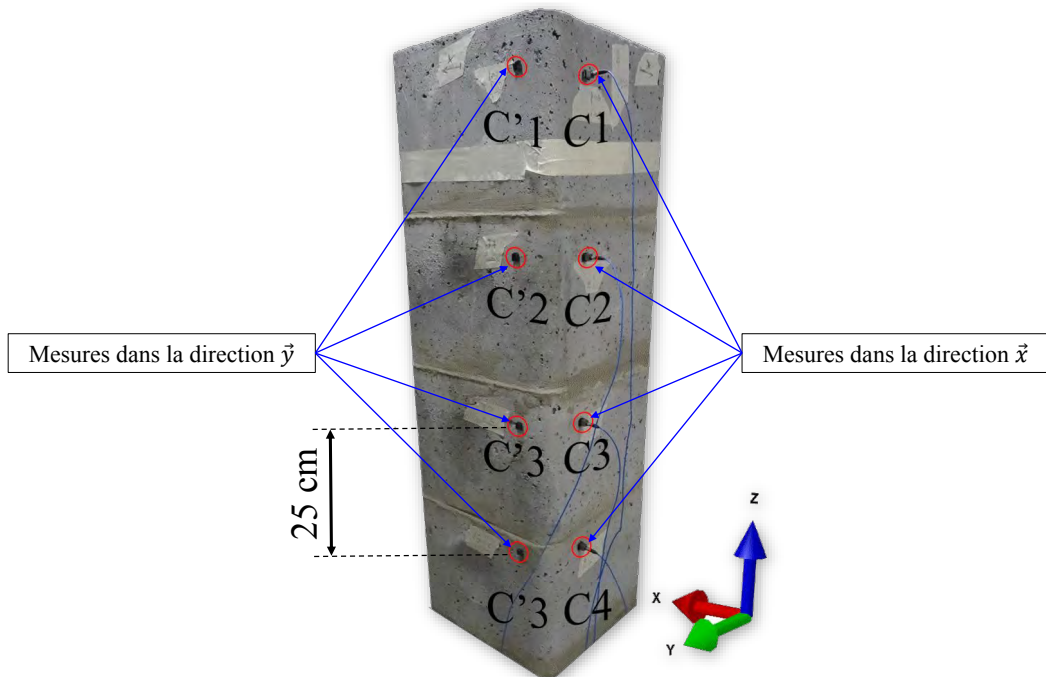 C'1 C1
C'2 C2
Mesures dans la direction y⃗
Mesures dans la direction x⃗
C'3 C3
25 cm
C'3 C4
Z
X
Y